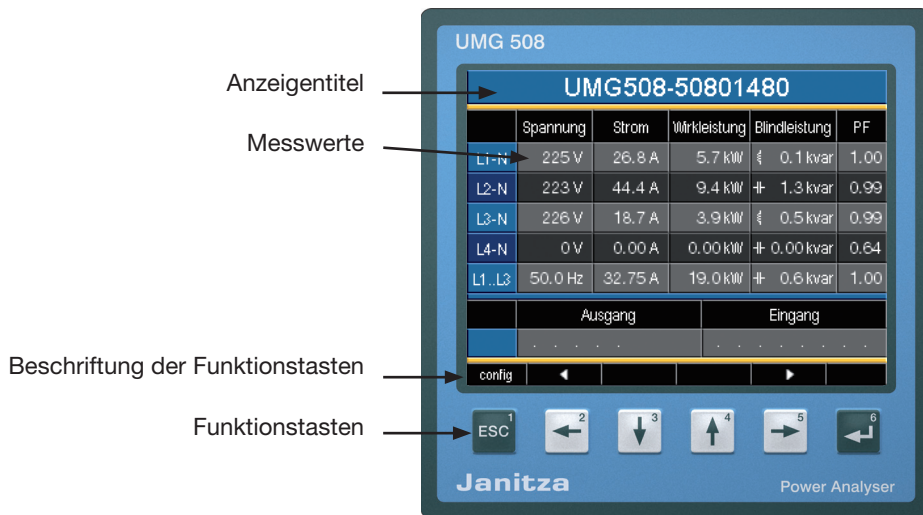 UMG 508
Anzeigentitel
UMG508-50801480
Messwerte
Spannung Strom Wirkleistung Blindleistung PF
L1-N 225 V 26.8 A 5.7 kW 0.1 kvar 1.00
L2-N 223 V 44.4 A 9.4 kW 1.3 kvar 0.99
L3-N 226 V 18.7 A 3.9 kW 0.5 kvar 0.99
L4-N 0 V 0.00 A 0.00 kW 0.00 kvar 0.64
L1..L3 50.0 Hz 32.75 A 19.0 kW 0.6 kvar 1.00
Ausgang Eingang
. . . . . . . . . . . . .
Beschriftung der Funktionstasten
config
Funktionstasten
ESC 1 2 3 4 5 6
Janitza Power Analyser